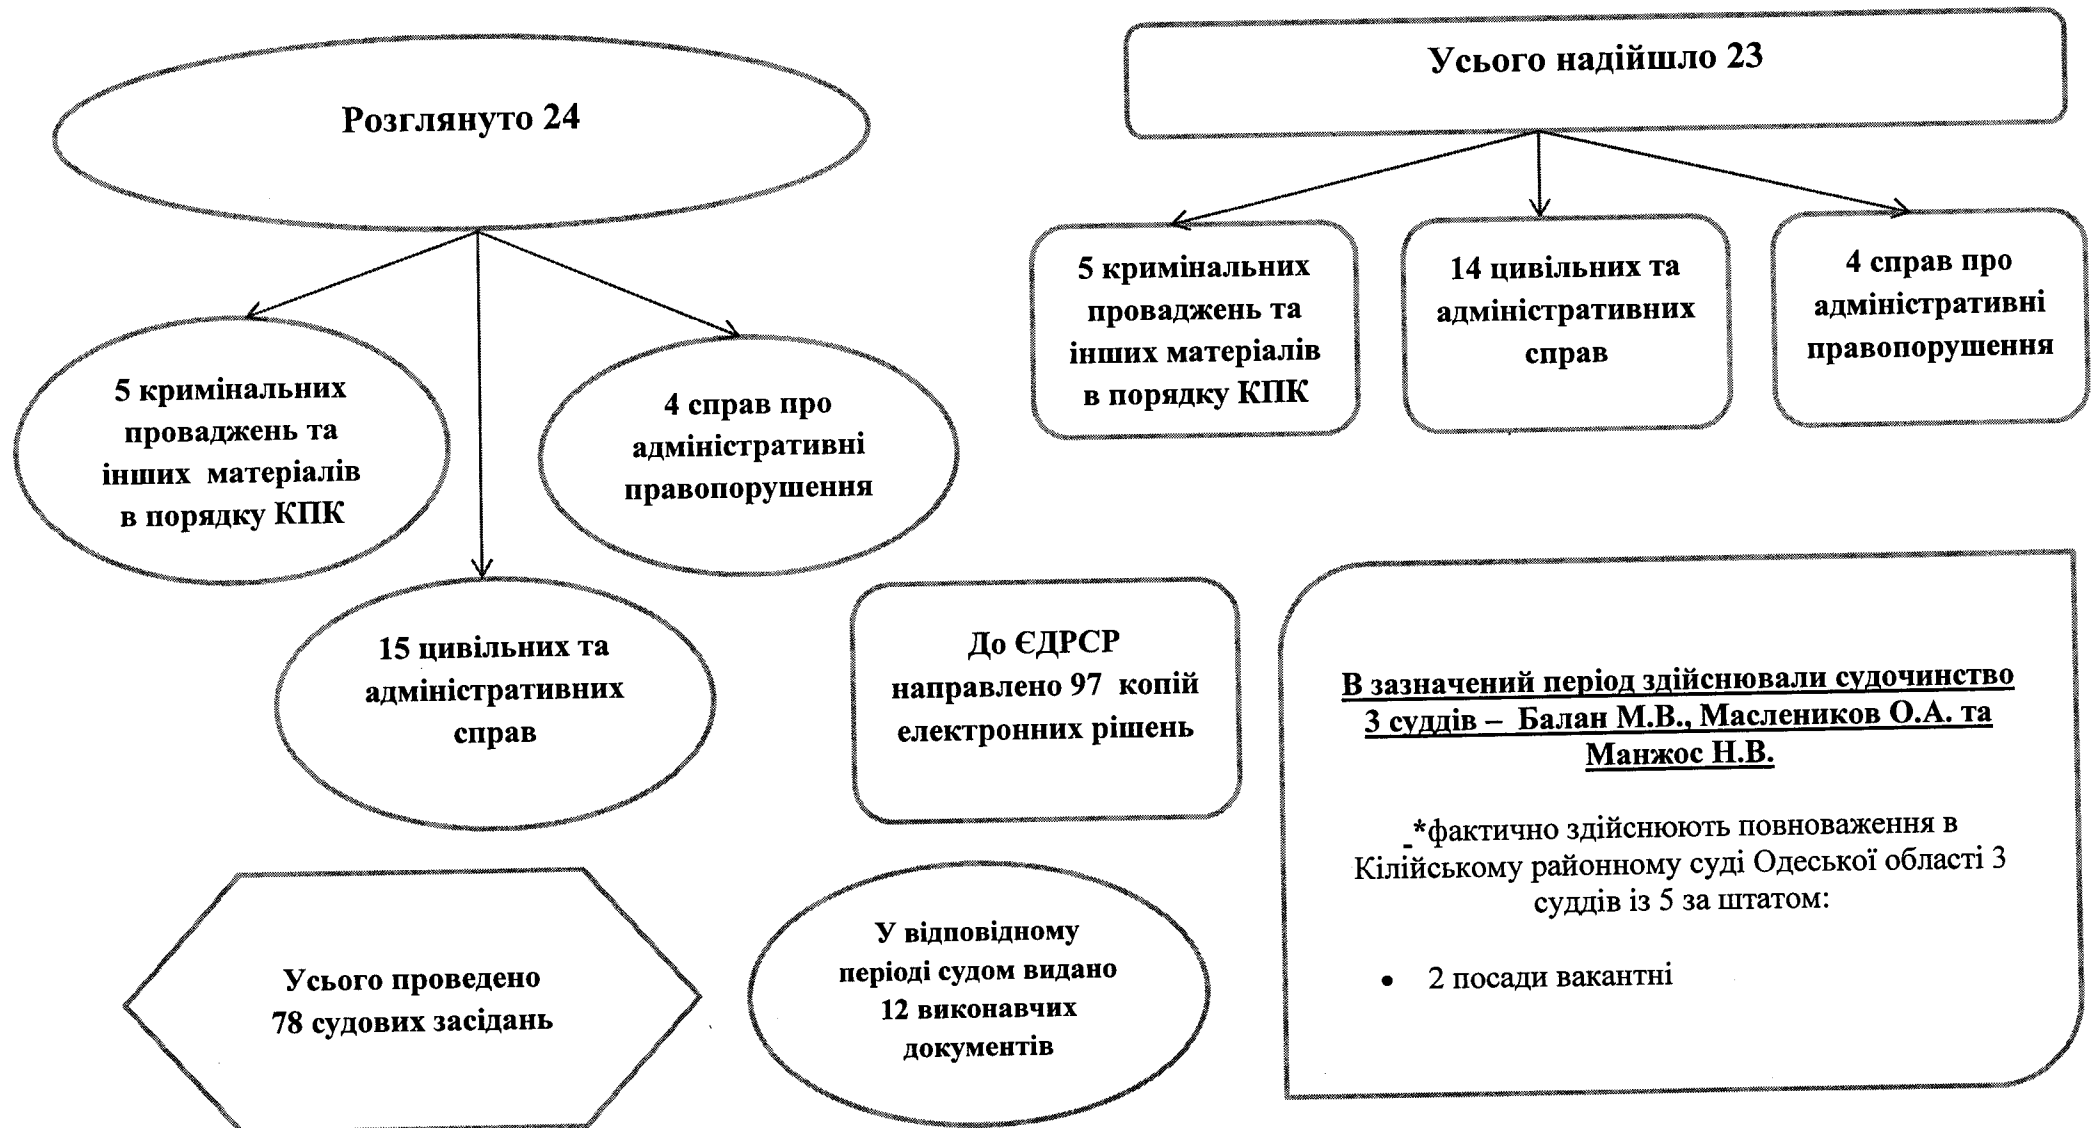 Розглянуто 24
Усього надійшло 23
5 кримінальних
проваджень та
інших матеріалів
в порядку КПК
14 цивільних та
адміністративних
справ
4 справ про
адміністративні
правопорушення
5 кримінальних
проваджень та
інших матеріалів
в порядку КПК
4 справ про
адміністративні
правопорушення
15 цивільних та
адміністративних
справ
До ЄДРСР
направлено 97 копій
електронних рішень
В зазначений період здійснювали судочинство
3 суддів – Балан М.В., Маслеников О.А. та
Манжос Н.В.
*фактично здійснюють повноваження в
Кілійському районному суді Одеської області 3
суддів із 5 за штатом:
• 2 посади вакантні
Усього проведено
78 судових засідань
У відповідному
періоді судом видано
12 виконавчих
документів